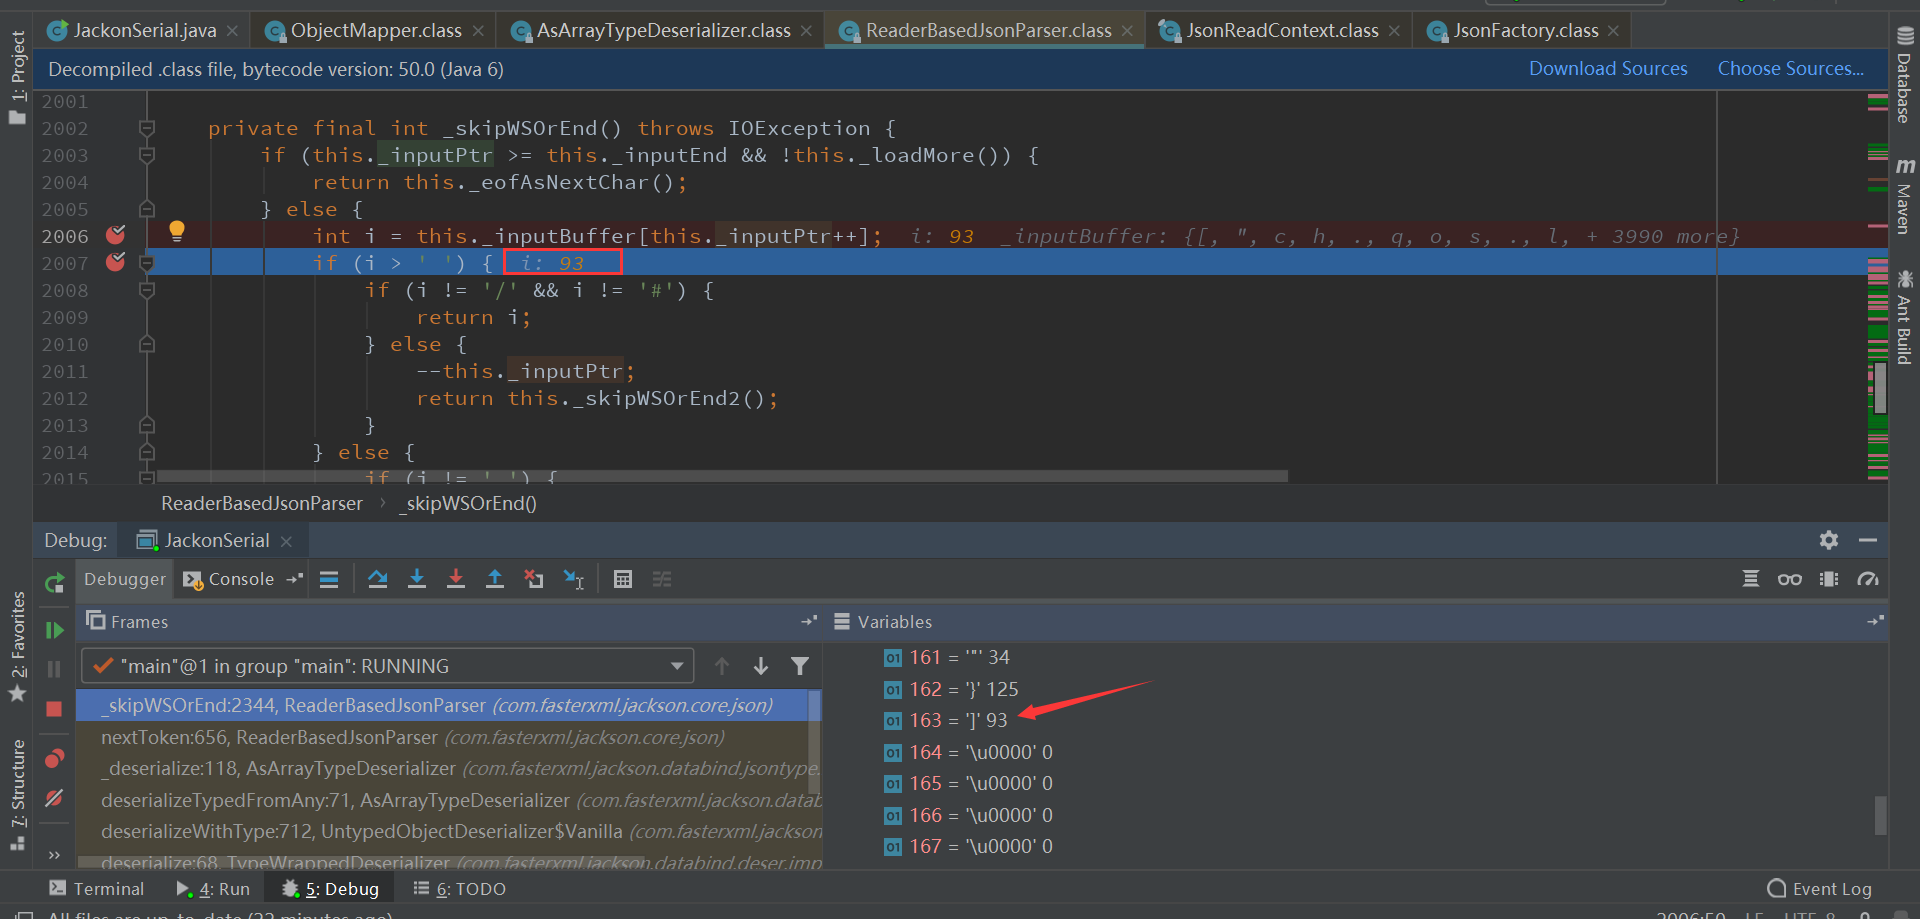 JackonSerial.java
ObjectMapper.class
AsArrayTypeDeserializer.class
ReaderBasedJsonParser.class
JsonReadContext.class
JsonFactory.class
Decompiled .class file, bytecode version: 50.0 (Java 6)
Download Sources
Choose Sources...
1: Project
Database
Maven
Ant Build
2001
2002 private final int _skipWSOrEnd() throws IOException {
2003 if (this._inputPtr >= this._inputEnd && !this._loadMore()) {
2004 return this._eofAsNextChar();
2005 } else {
2006 int i = this._inputBuffer[this._inputPtr++]; i: 93 _inputBuffer: {[, ", c, h, ., q, o, s, ., l, + 3990 more}
2007 if (i > ' ') { i: 93
2008 if (i != '/' && i != '#') {
2009 return i;
2010 } else {
2011 --this._inputPtr;
2012 return this._skipWSOrEnd2();
2013 }
2014 } else {
2015 if (i != ' ') {
ReaderBasedJsonParser › _skipWSOrEnd()
Debug: JackonSerial
Debugger Console
Frames
Variables
"main"@1 in group "main": RUNNING
_skipWSOrEnd:2344, ReaderBasedJsonParser (com.fasterxml.jackson.core.json)
nextToken:656, ReaderBasedJsonParser (com.fasterxml.jackson.core.json)
_deserialize:118, AsArrayTypeDeserializer (com.fasterxml.jackson.databind.jsontype.
deserializeTypedFromAny:71, AsArrayTypeDeserializer (com.fasterxml.jackson.datab
deserializeWithType:712, UntypedObjectDeserializer$Vanilla (com.fasterxml.jackson
deserialize:68, TypeWrappedDeserializer (com.fasterxml.jackson.databind.deser.imp
161 = '"' 34
162 = '}' 125
163 = ']' 93
164 = '\u0000' 0
165 = '\u0000' 0
166 = '\u0000' 0
167 = '\u0000' 0
2: Favorites
7: Structure
Terminal
4: Run
5: Debug
6: TODO
Event Log
All files are up-to-date (22 minutes ago)
2006:50 LF UTF-8